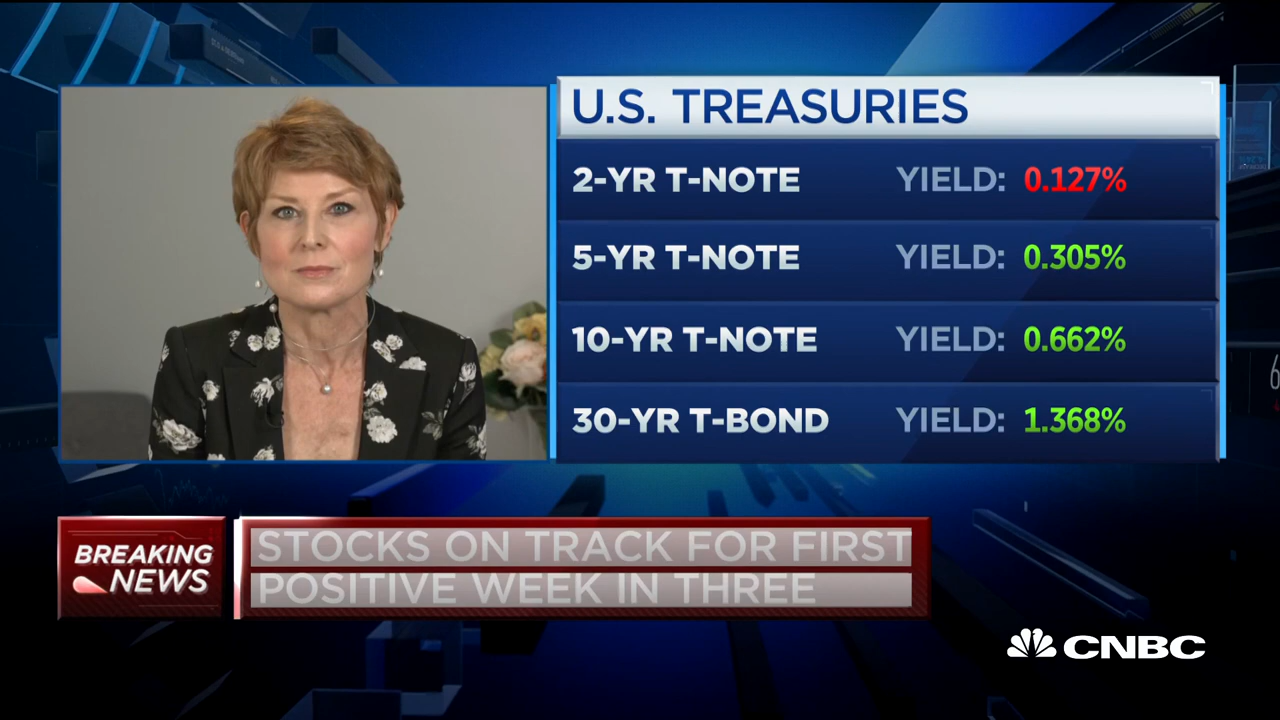 U.S. TREASURIES
2-YR T-NOTE YIELD: 0.127%
5-YR T-NOTE YIELD: 0.305%
10-YR T-NOTE YIELD: 0.662%
30-YR T-BOND YIELD: 1.368%
BREAKING
NEWS
STOCKS ON TRACK FOR FIRST
POSITIVE WEEK IN THREE
CNBC